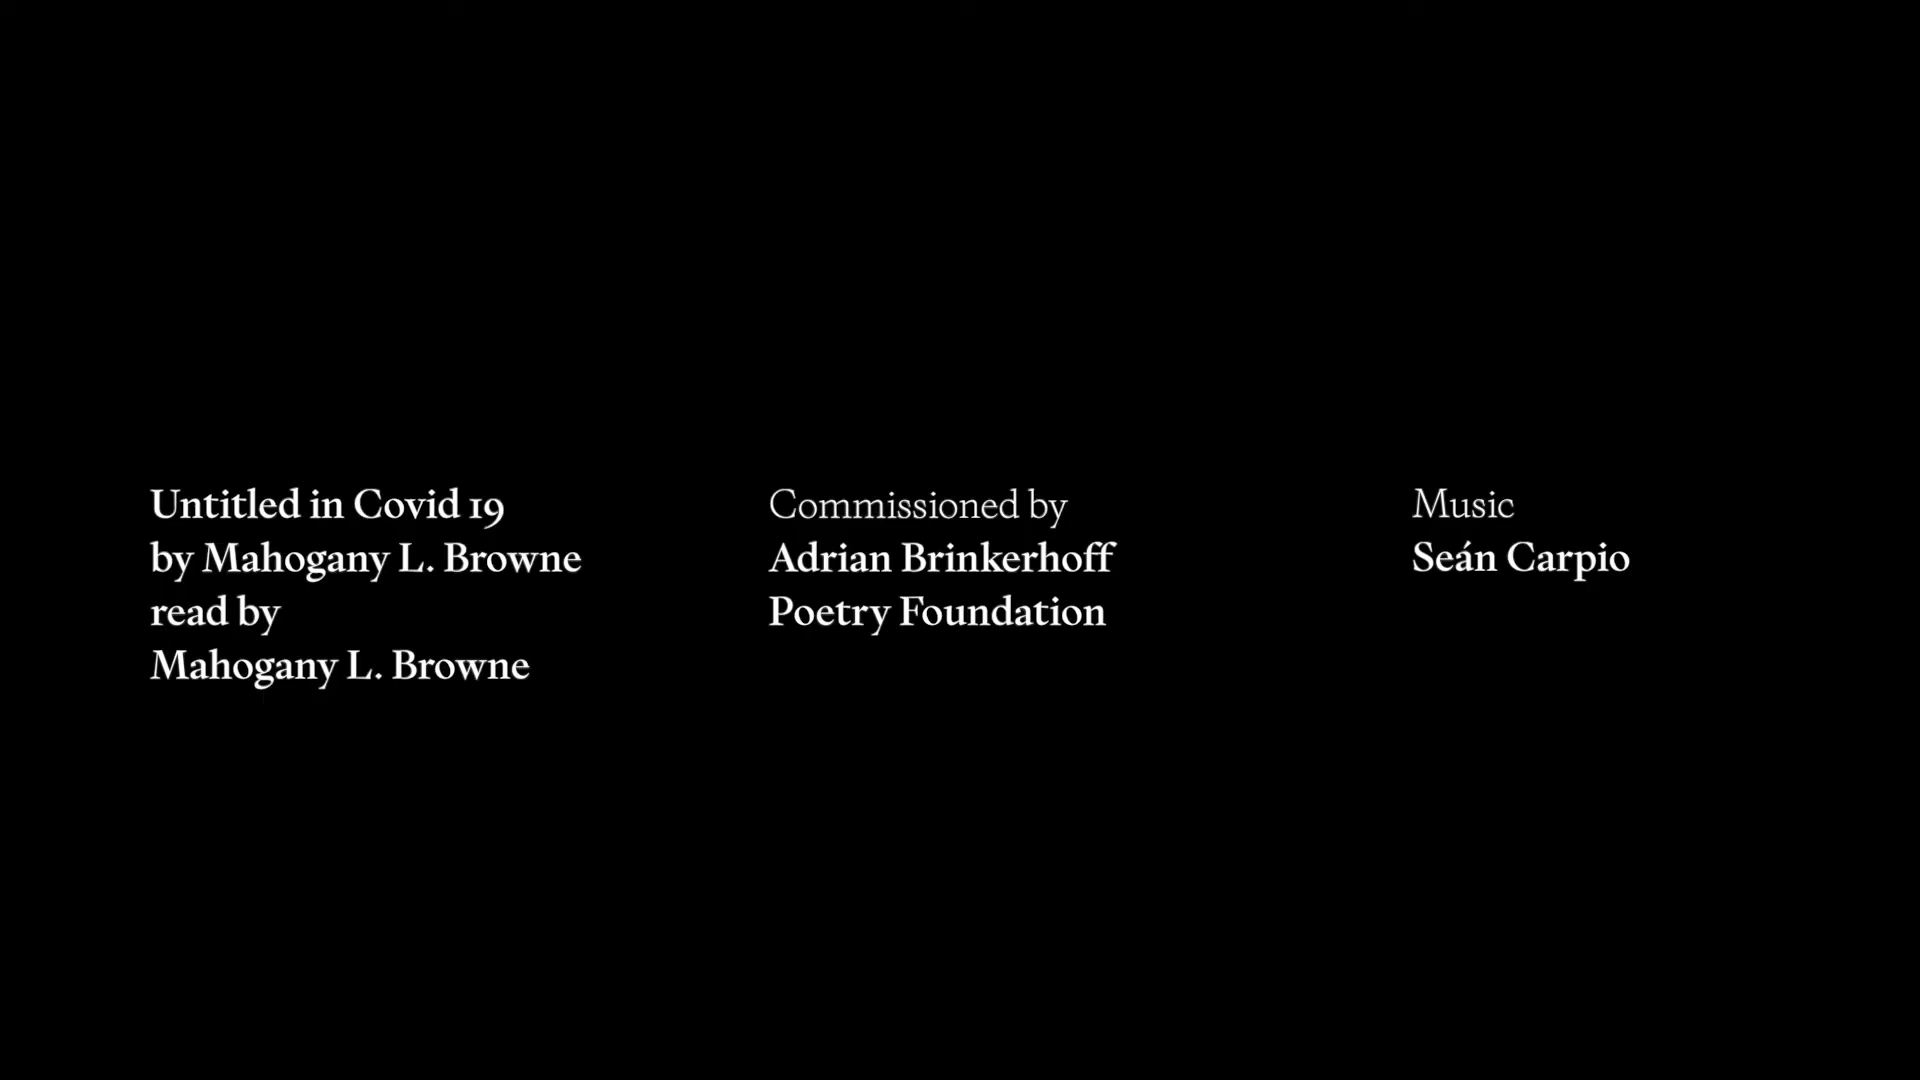 Untitled in Covid 19
by Mahogany L. Browne
read by
Mahogany L. Browne
Commissioned by
Adrian Brinkerhoff
Poetry Foundation
Music
Seán Carpio